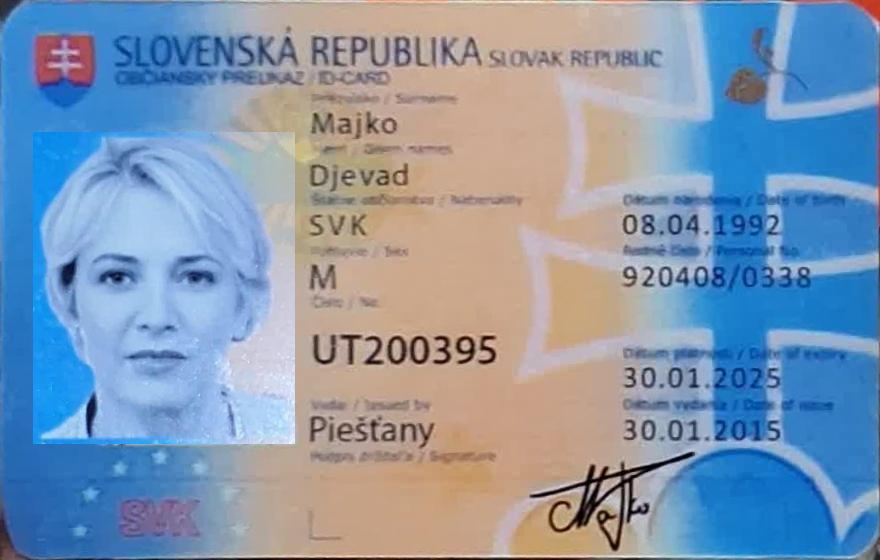 SLOVENSKÁ REPUBLIKA SLOVAK REPUBLIC
OBČIANSKY PREUKAZ / ID-CARD
Priezvisko / Surname
Majko
Meno / Given names
Djevad
Štátne občianstvo / Nationality
SVK
Dátum narodenia / Date of birth
08.04.1992
Pohlavie / Sex
M
Rodné číslo / Personal No.
920408/0338
Číslo / No.
UT200395
Dátum platnosti / Date of expiry
30.01.2025
Vydal / Issued by
Piešťany
Dátum vydania / Date of issue
30.01.2015
Podpis držiteľa / Signature
Majko
SVK